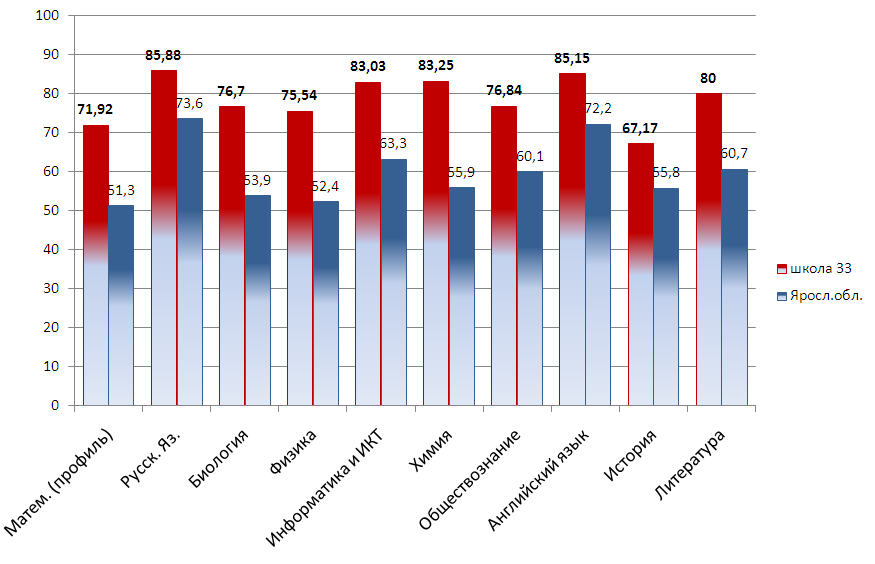 100
90
80
70
60
50
40
30
20
10
0
71,92
51,3
85,88
73,6
76,7
53,9
75,54
52,4
83,03
63,3
83,25
55,9
76,84
60,1
85,15
72,2
67,17
55,8
80
60,7
Матем. (профиль)
Русск. Яз.
Биология
Физика
Информатика и ИКТ
Химия
Обществознание
Английский язык
История
Литература
школа 33
Яросл.обл.